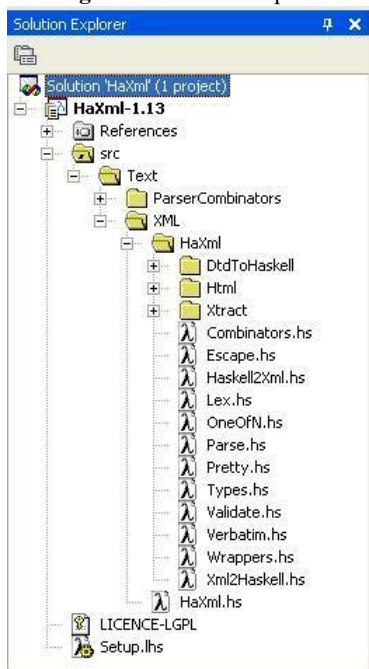 Solution Explorer
Solution 'HaXml' (1 project)
HaXml-1.13
References
src
Text
ParserCombinators
XML
HaXml
DtdToHaskell
Html
Xtract
Combinators.hs
Escape.hs
Haskell2Xml.hs
Lex.hs
OneOfN.hs
Parse.hs
Pretty.hs
Types.hs
Validate.hs
Verbatim.hs
Wrappers.hs
Xml2Haskell.hs
HaXml.hs
LICENCE-LGPL
Setup.lhs